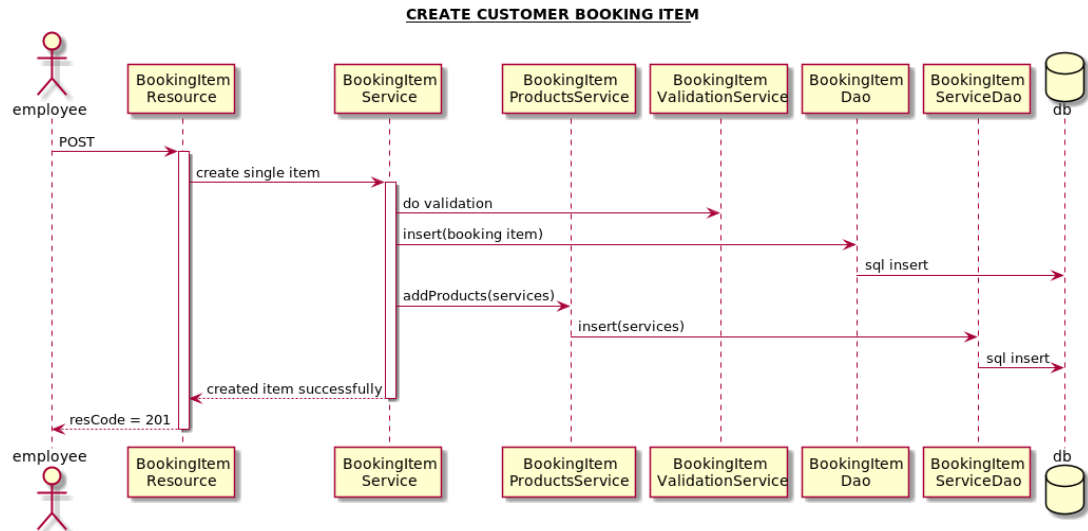 CREATE CUSTOMER BOOKING ITEM
employee
BookingItem
Resource
BookingItem
Service
BookingItem
ProductsService
BookingItem
ValidationService
BookingItem
Dao
BookingItem
ServiceDao
db
POST
create single item
do validation
insert(booking item)
sql insert
addProducts(services)
insert(services)
sql insert
created item successfully
resCode = 201
employee
BookingItem
Resource
BookingItem
Service
BookingItem
ProductsService
BookingItem
ValidationService
BookingItem
Dao
BookingItem
ServiceDao
db